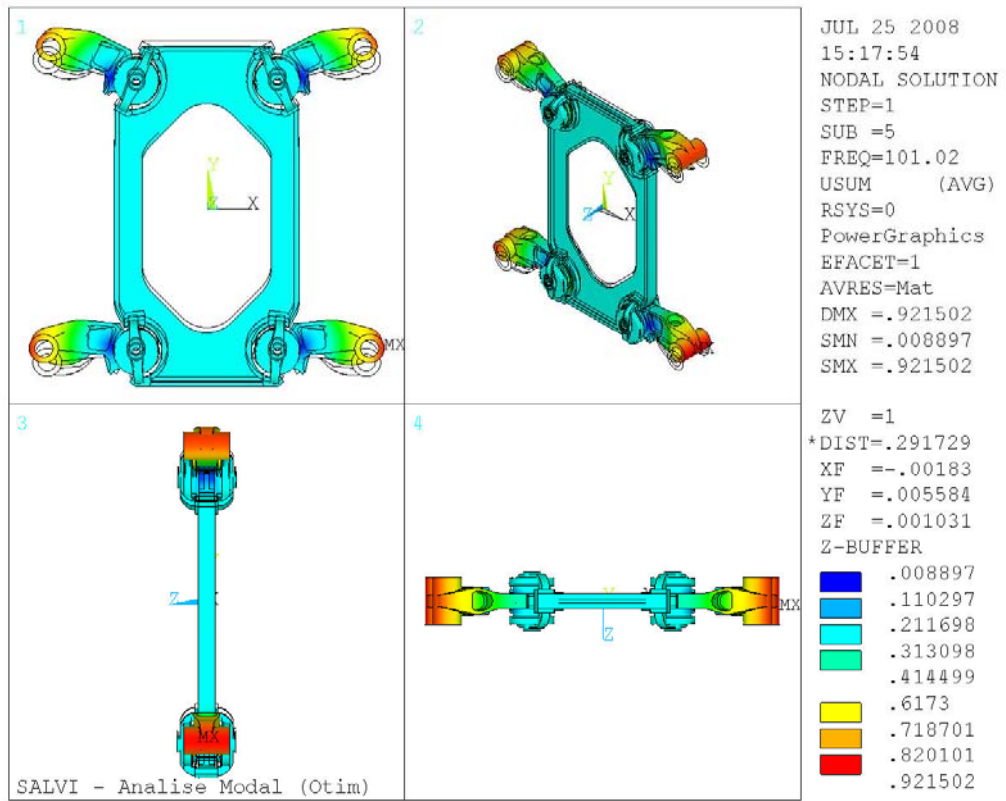 1
2
3
4
Y
Z
X
MX
Y
Z
X
MX
Z
X
MX
Y
Z
MX
SALVI - Analise Modal (Otim)
JUL 25 2008
15:17:54
NODAL SOLUTION
STEP=1
SUB =5
FREQ=101.02
USUM (AVG)
RSYS=0
PowerGraphics
EFACET=1
AVRES=Mat
DMX =.921502
SMN =.008897
SMX =.921502
ZV =1
*DIST=.291729
XF =-.00183
YF =.005584
ZF =.001031
Z-BUFFER
.008897
.110297
.211698
.313098
.414499
.6173
.718701
.820101
.921502